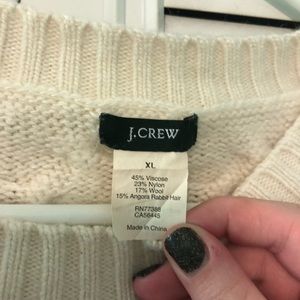 J.CREW
XL
45% Viscose
23% Nylon
17% Wool
15% Angora Rabbit Hair
RN77388
CA56445
Made in China